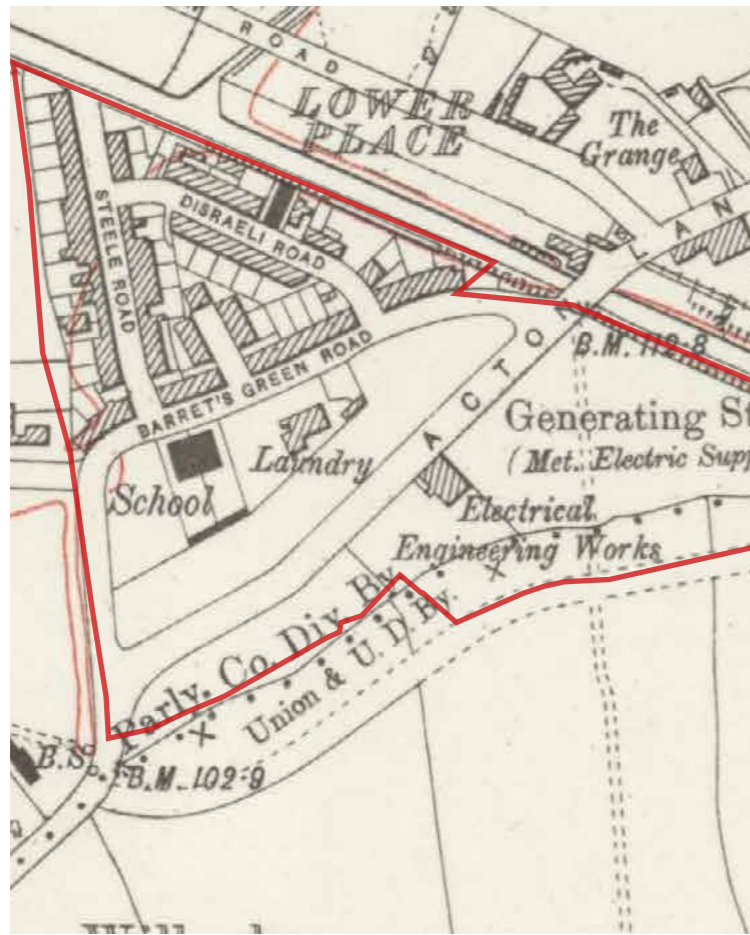 ROAD
LOWER
PLACE
The
Grange
STEELE ROAD
DISRAELI ROAD
BARRET'S GREEN ROAD
ACTON LAN
B.M. 112·8
Generating St
(Met. Electric Supp
Laundry
School
Electrical
Engineering Works
Parly. Co. Div. By.
Union & U. D. By.
B.S.
B.M. 102·9